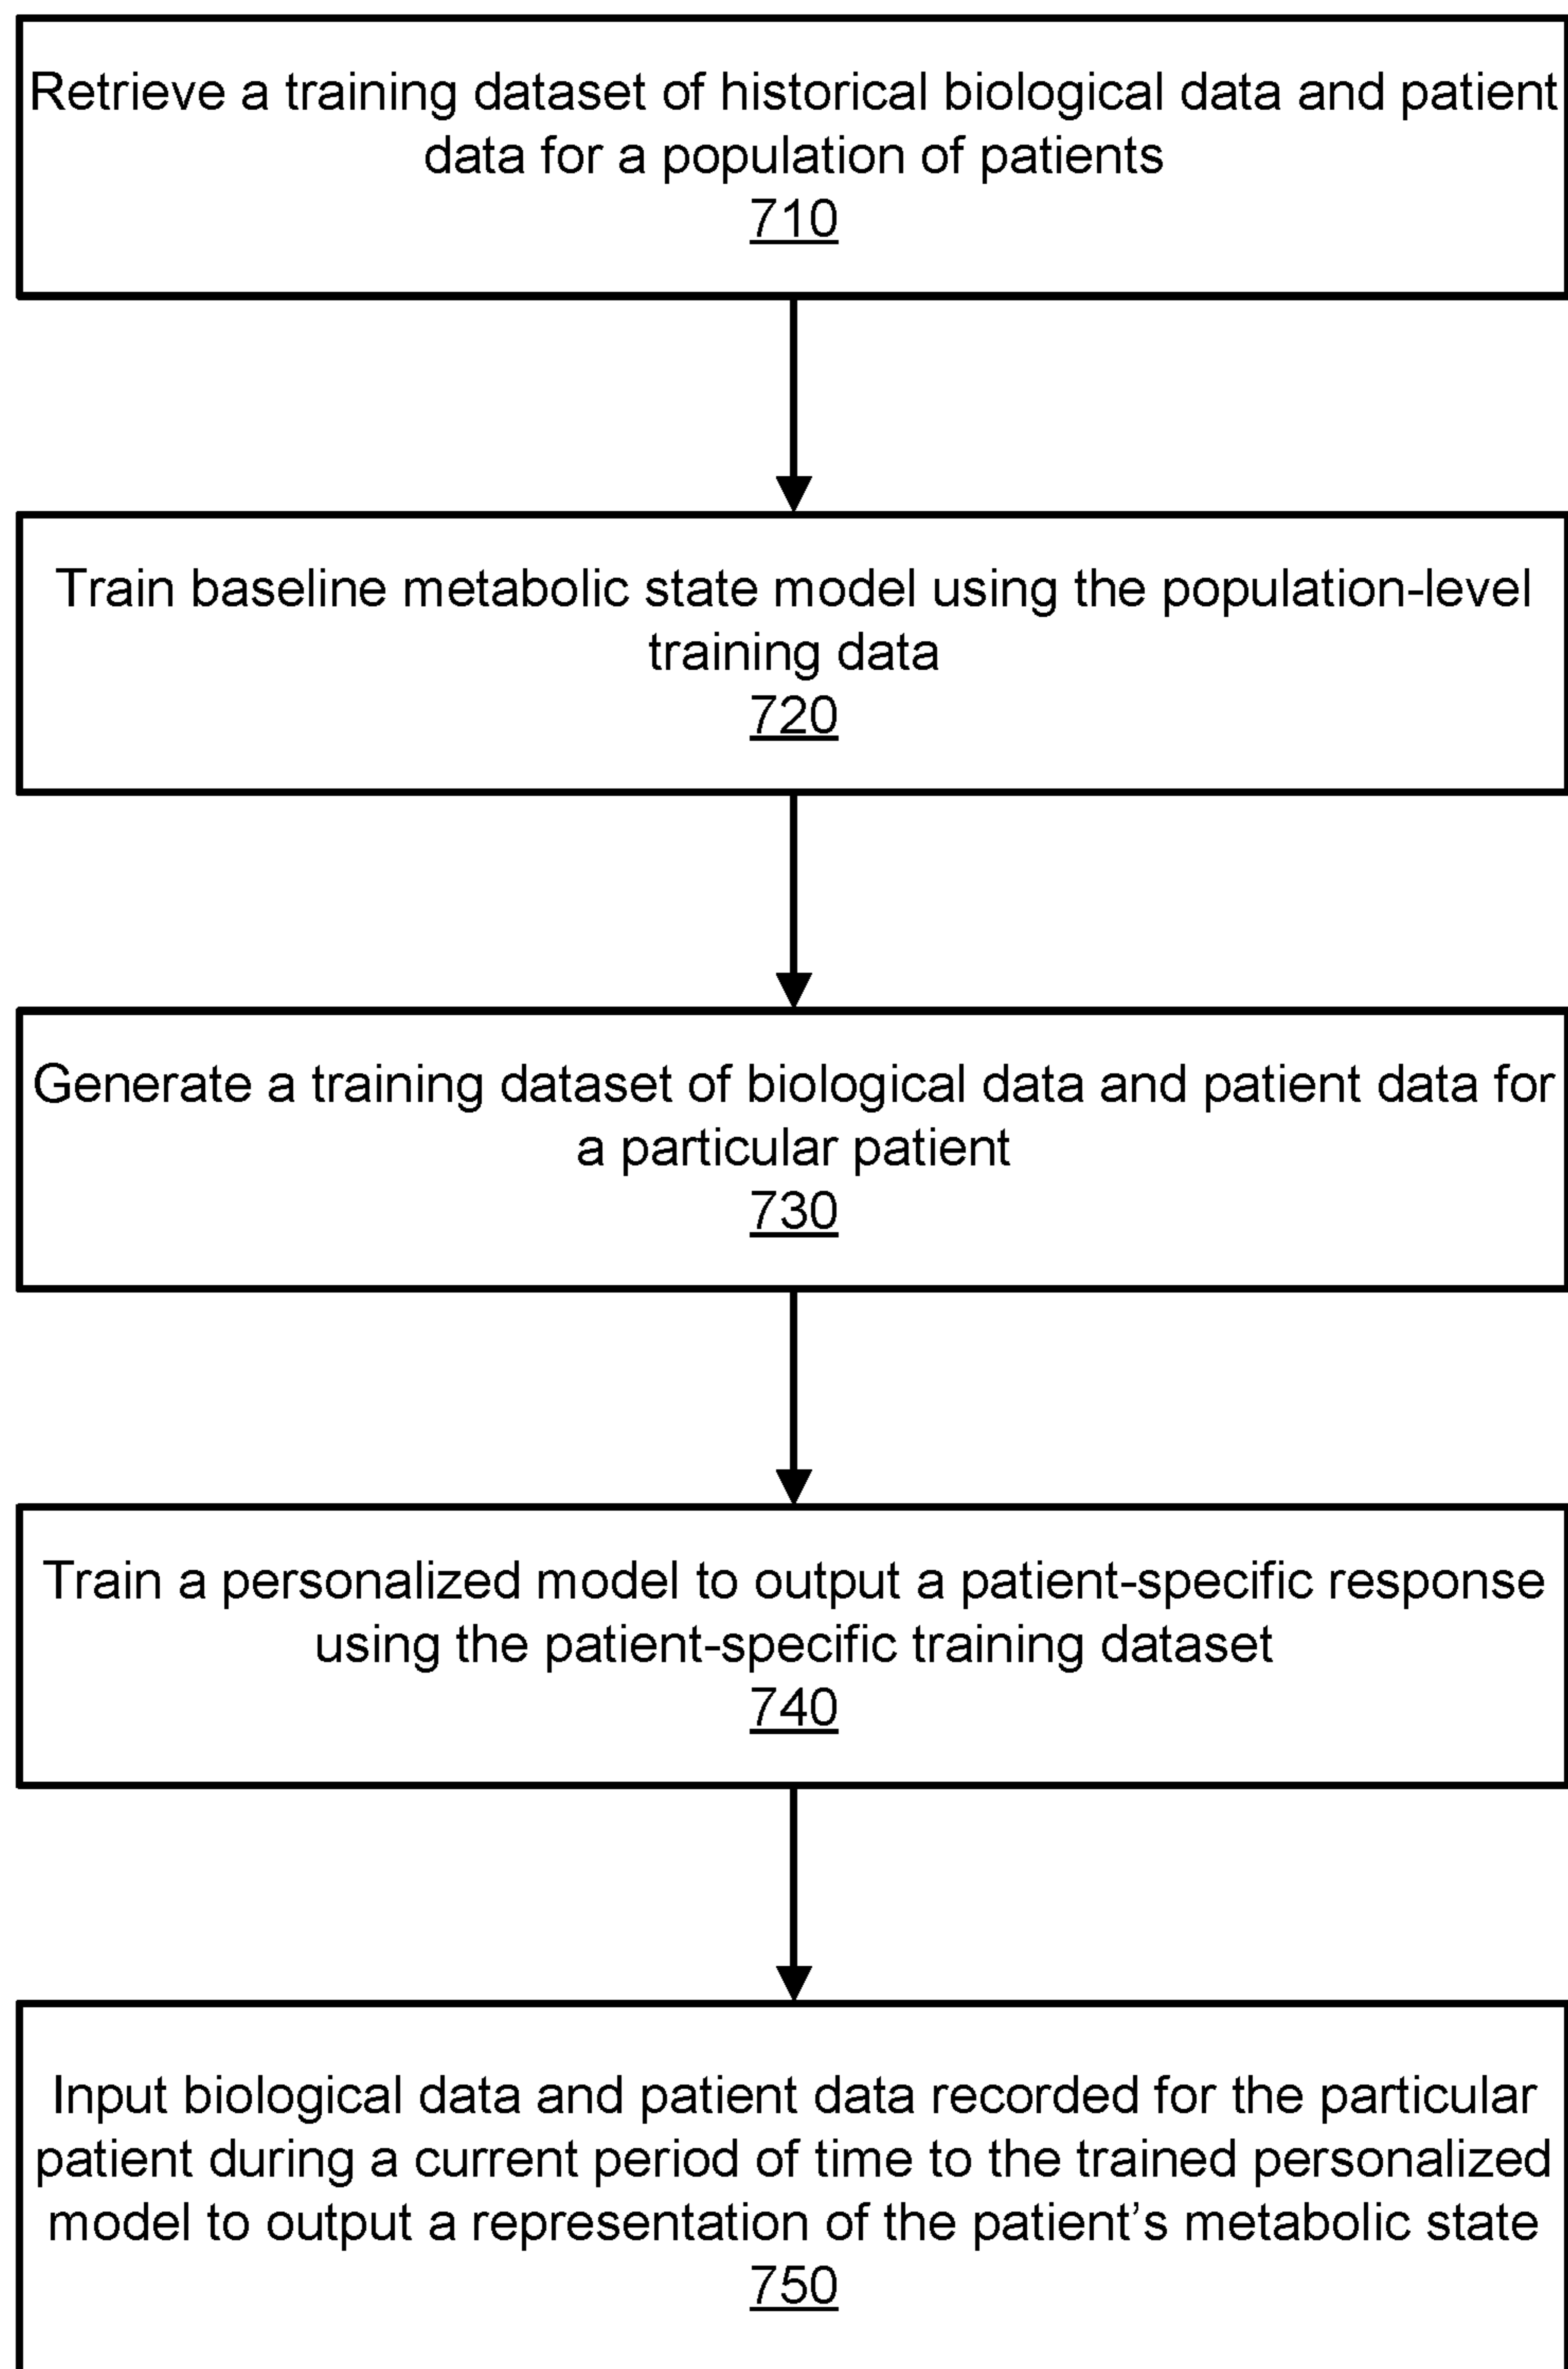 Retrieve a training dataset of historical biological data and patient
data for a population of patients
710
Train baseline metabolic state model using the population-level
training data
720
Generate a training dataset of biological data and patient data for
a particular patient
730
Train a personalized model to output a patient-specific response
using the patient-specific training dataset
740
Input biological data and patient data recorded for the particular
patient during a current period of time to the trained personalized
model to output a representation of the patient’s metabolic state
750